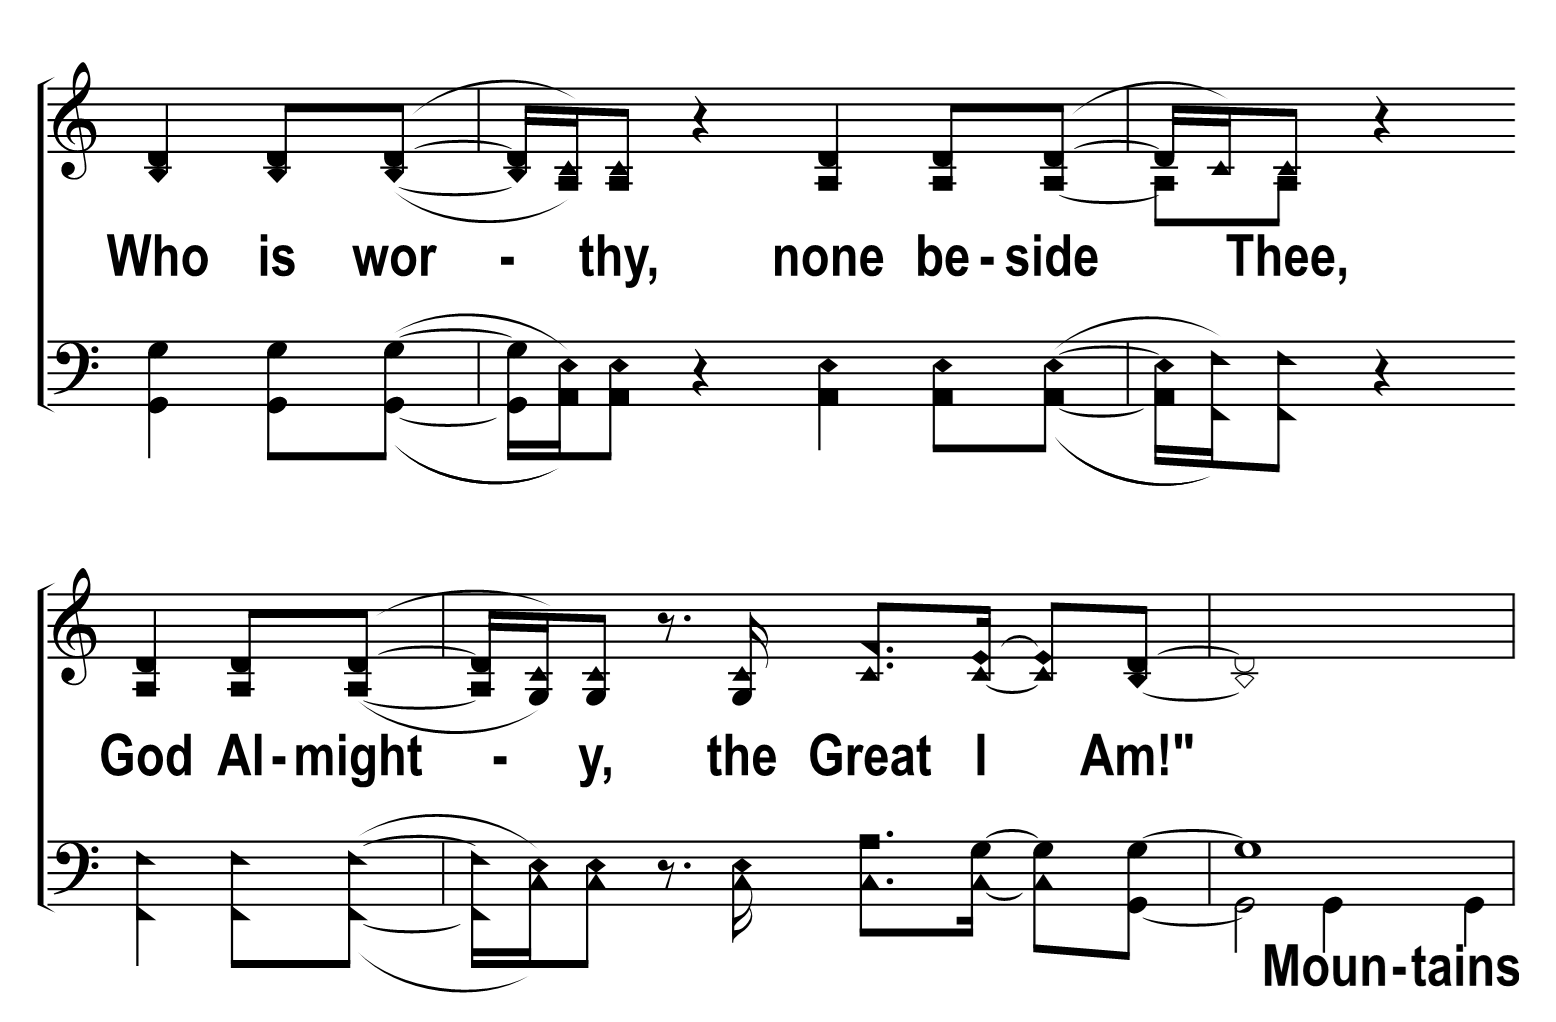 Who is wor - thy, none be - side Thee,
God Al - might - y, the Great I Am!"
Moun - tains